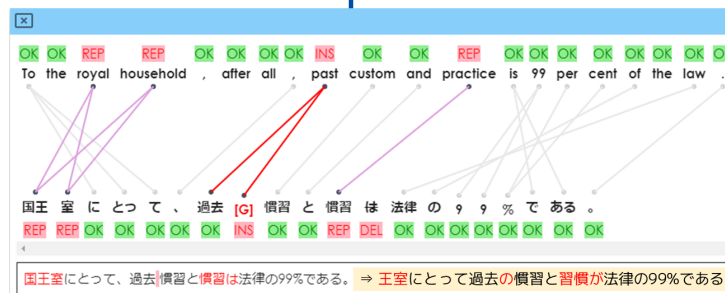 OK OK REP REP OK OK OK OK INS OK OK REP OK OK OK OK OK OK OK
To the royal household , after all , past custom and practice is 99 per cent of the law .
国王 室 に とって 、 過去 [G] 慣習 と 慣習 は 法律 の 9 9 % で ある 。
REP REP OK OK OK OK OK INS OK OK REP DEL OK OK OK OK OK OK OK OK
国王室にとって、過去 慣習と慣習は法律の99%である。 ⇒ 王室にとって過去の慣習と習慣が法律の99%である